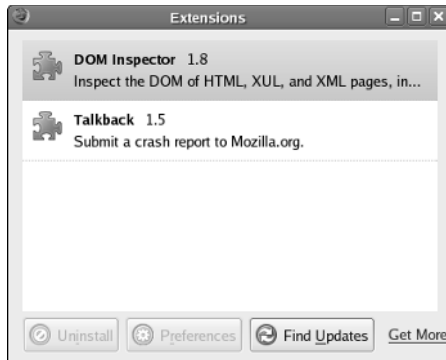 Extensions
DOM Inspector 1.8
Inspect the DOM of HTML, XUL, and XML pages, in...
Talkback 1.5
Submit a crash report to Mozilla.org.
Uninstall Preferences Find Updates Get More